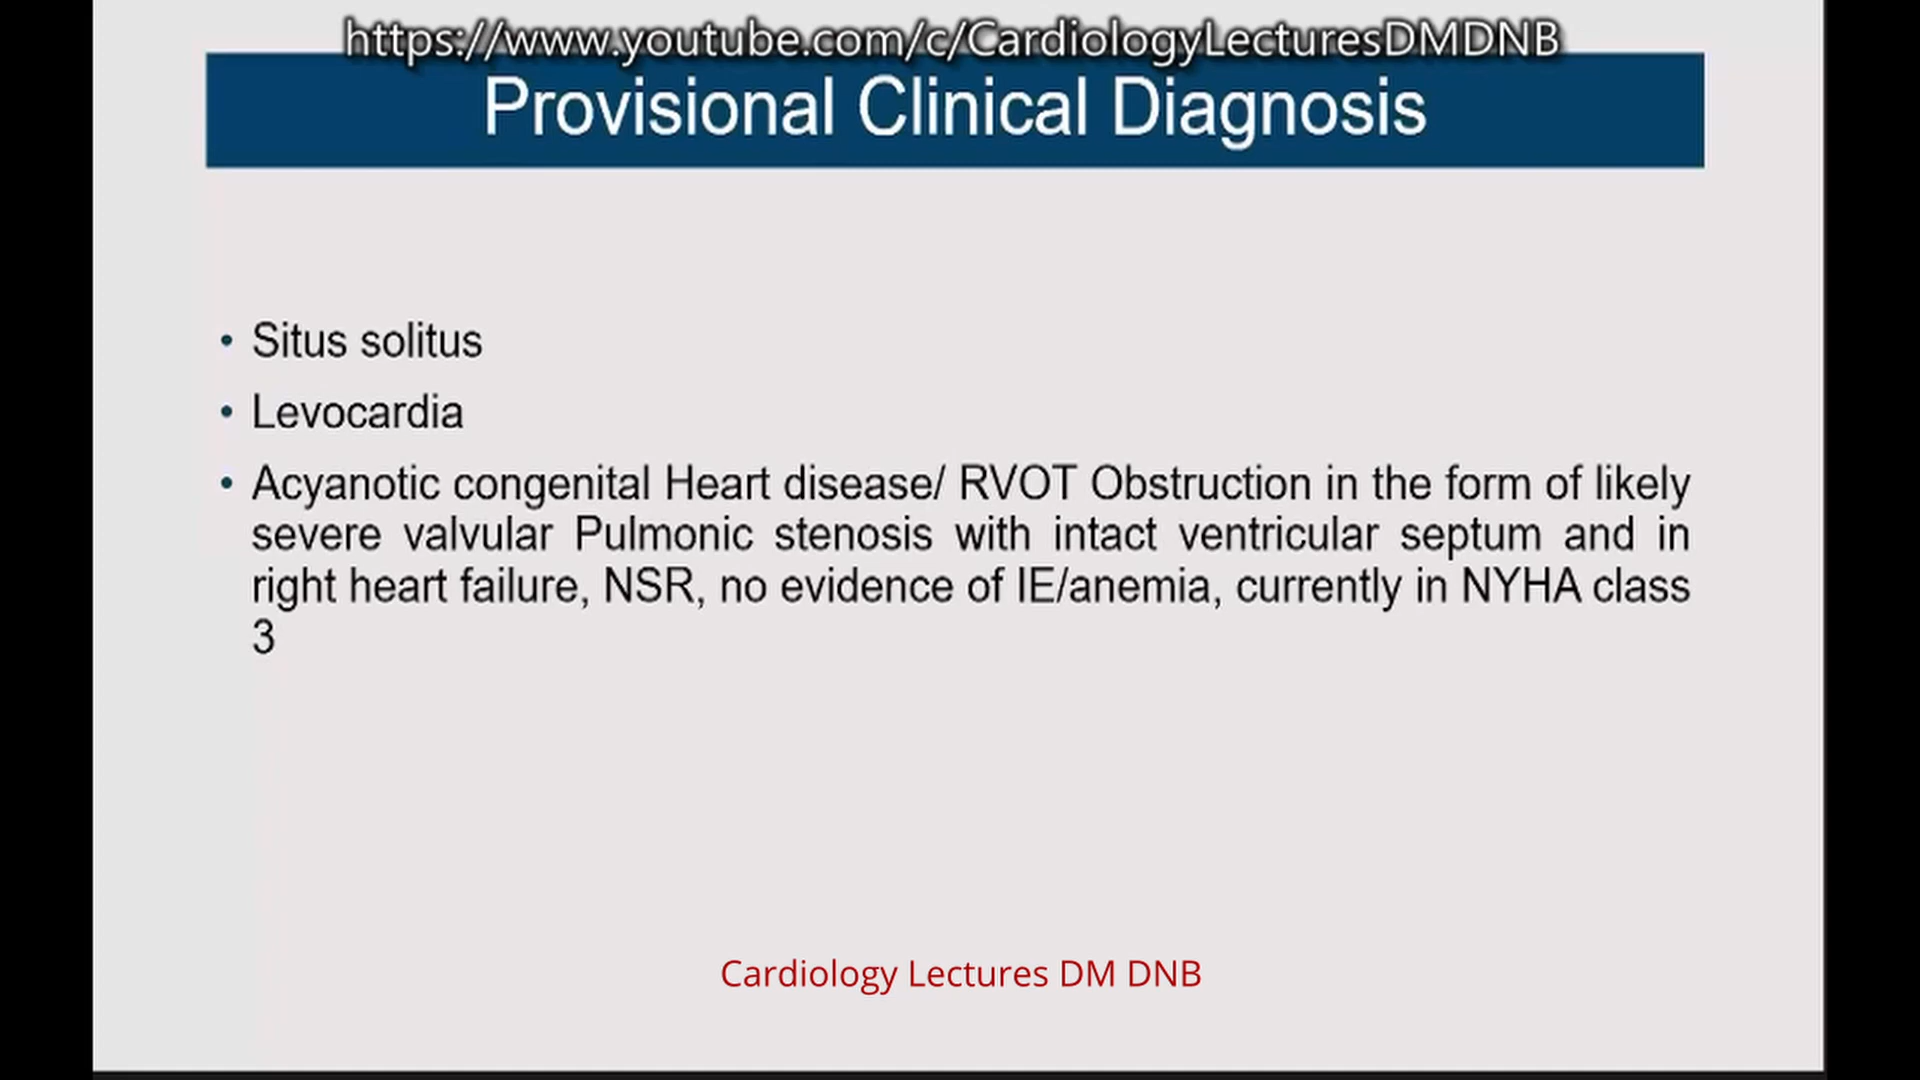 https://www.youtube.com/c/CardiologyLecturesDMDNB
Provisional Clinical Diagnosis
• Situs solitus
• Levocardia
• Acyanotic congenital Heart disease/ RVOT Obstruction in the form of likely
severe valvular Pulmonic stenosis with intact ventricular septum and in
right heart failure, NSR, no evidence of IE/anemia, currently in NYHA class
3
Cardiology Lectures DM DNB